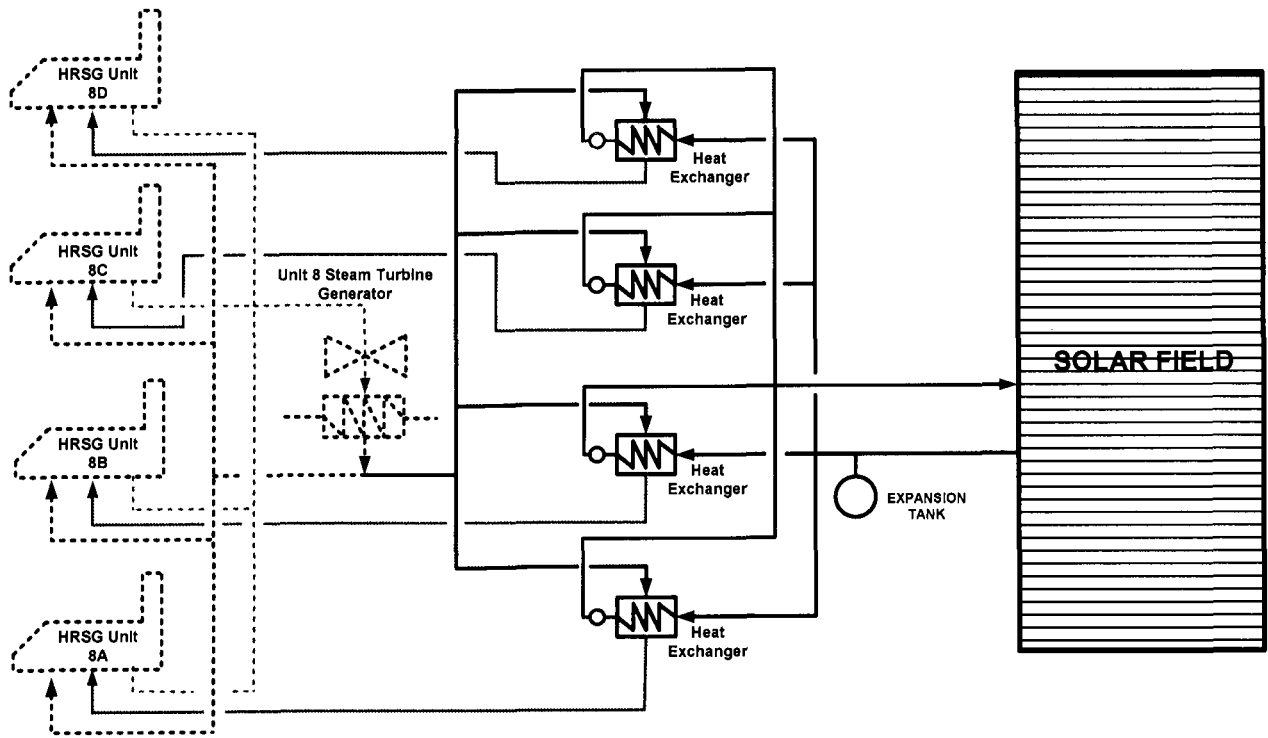 HRSG Unit
8D
Heat
Exchanger
HRSG Unit
8C
Unit 8 Steam Turbine
Generator
Heat
Exchanger
SOLAR FIELD
HRSG Unit
8B
Heat
Exchanger
EXPANSION
TANK
HRSG Unit
8A
Heat
Exchanger